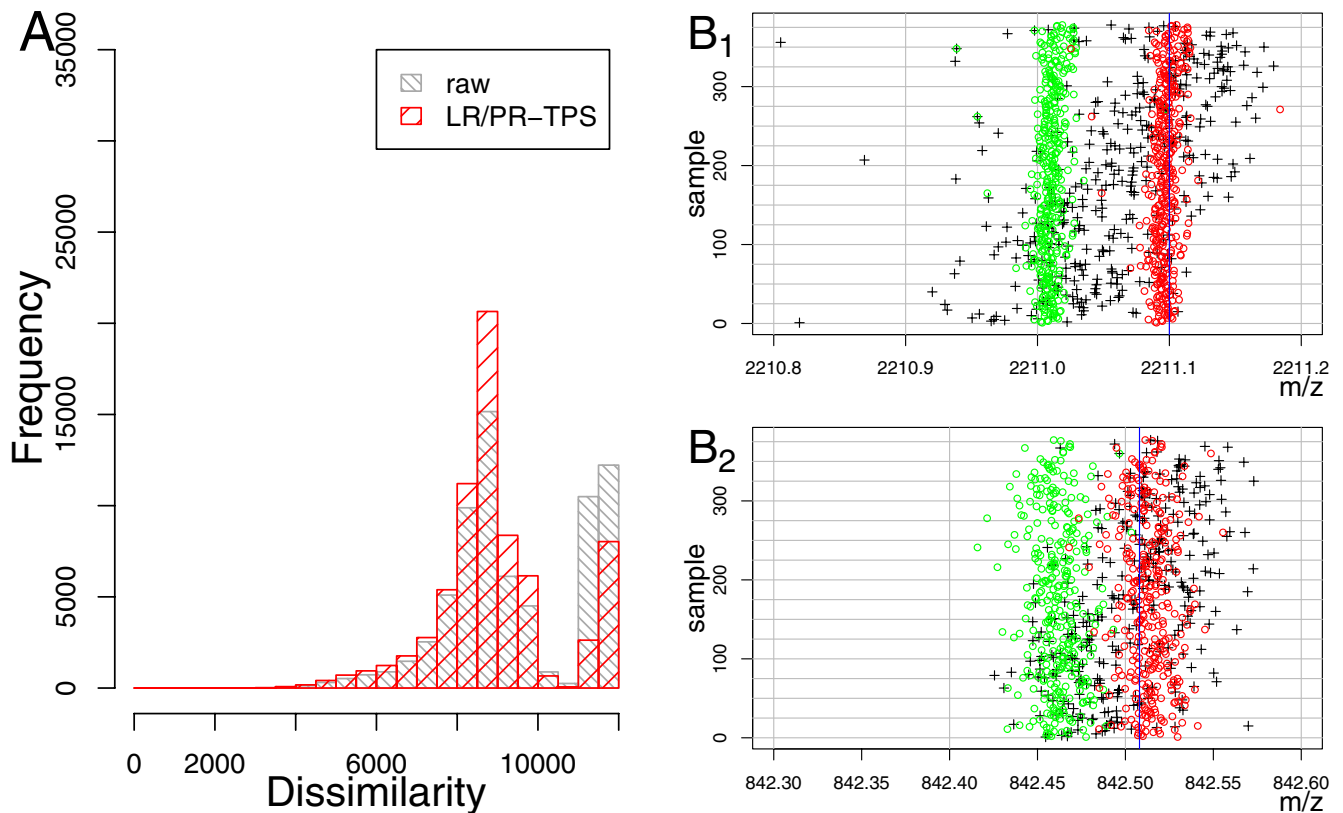 A
Frequency
0
5000
15000
25000
35000
raw
LR/PR−TPS
0
2000
6000
10000
Dissimilarity
B1
sample
0
100
200
300
2210.8
2210.9
2211.0
2211.1
2211.2
m/z
B2
sample
0
100
200
300
842.30
842.35
842.40
842.45
842.50
842.55
842.60
m/z